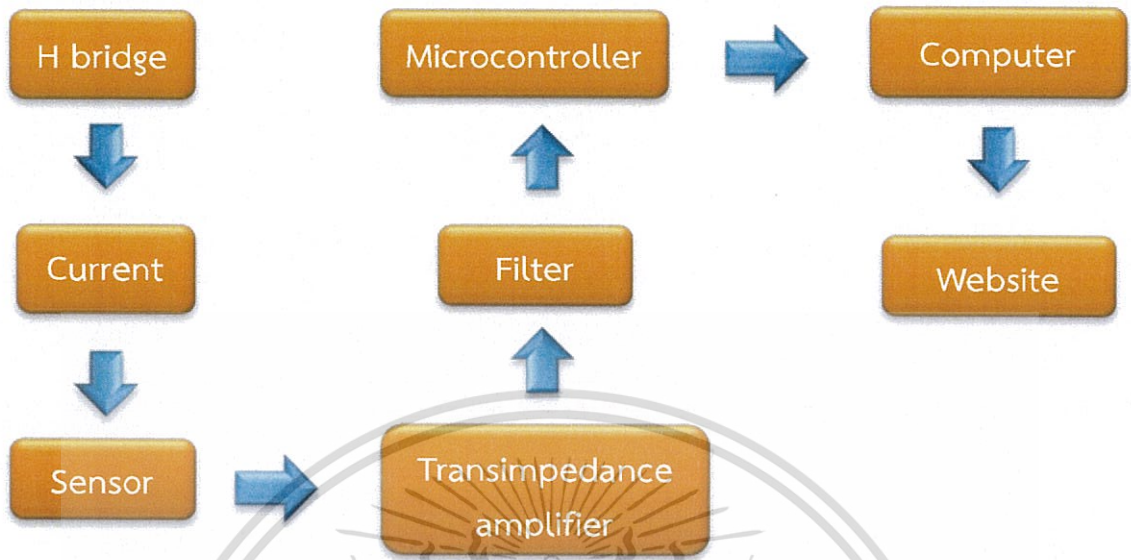 H bridge
Current
Sensor
Transimpedance
amplifier
Filter
Microcontroller
Computer
Website